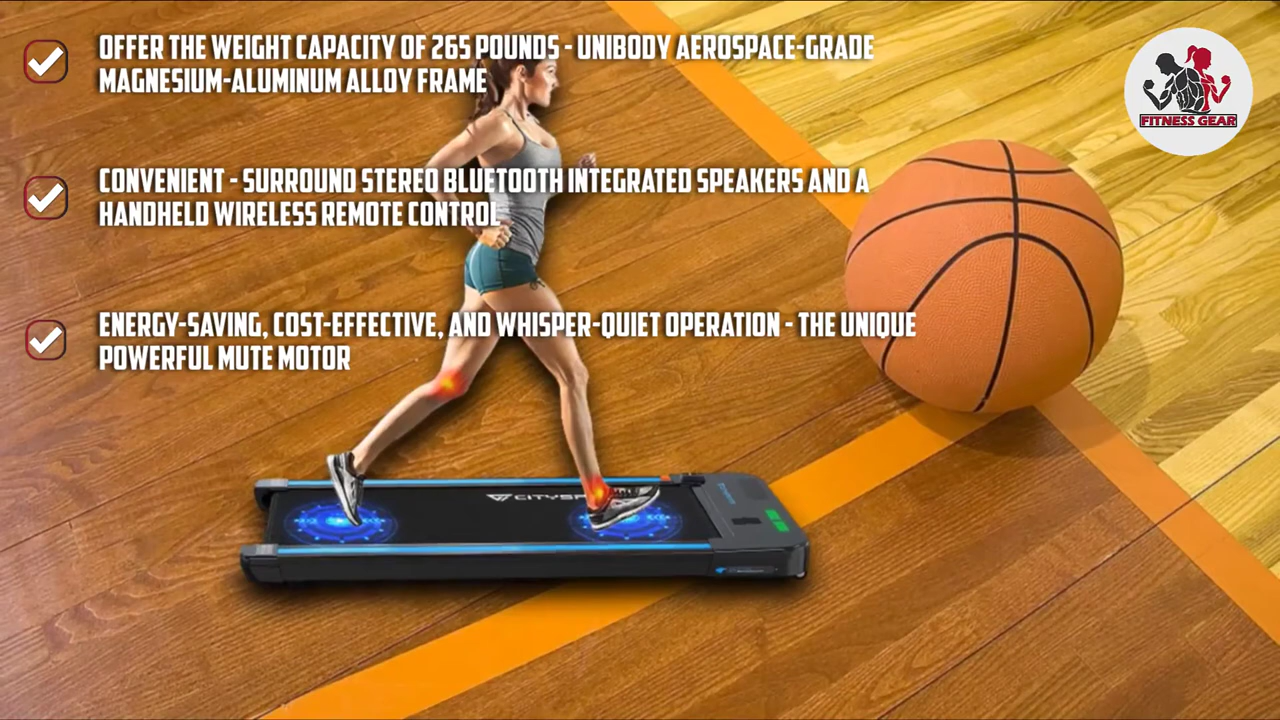 OFFER THE WEIGHT CAPACITY OF 265 POUNDS - UNIBODY AEROSPACE-GRADE
MAGNESIUM-ALUMINUM ALLOY FRAME
FITNESS GEAR
CONVENIENT - SURROUND STEREO BLUETOOTH INTEGRATED SPEAKERS AND A
HANDHELD WIRELESS REMOTE CONTROL
ENERGY-SAVING, COST-EFFECTIVE, AND WHISPER-QUIET OPERATION - THE UNIQUE
POWERFUL MUTE MOTOR